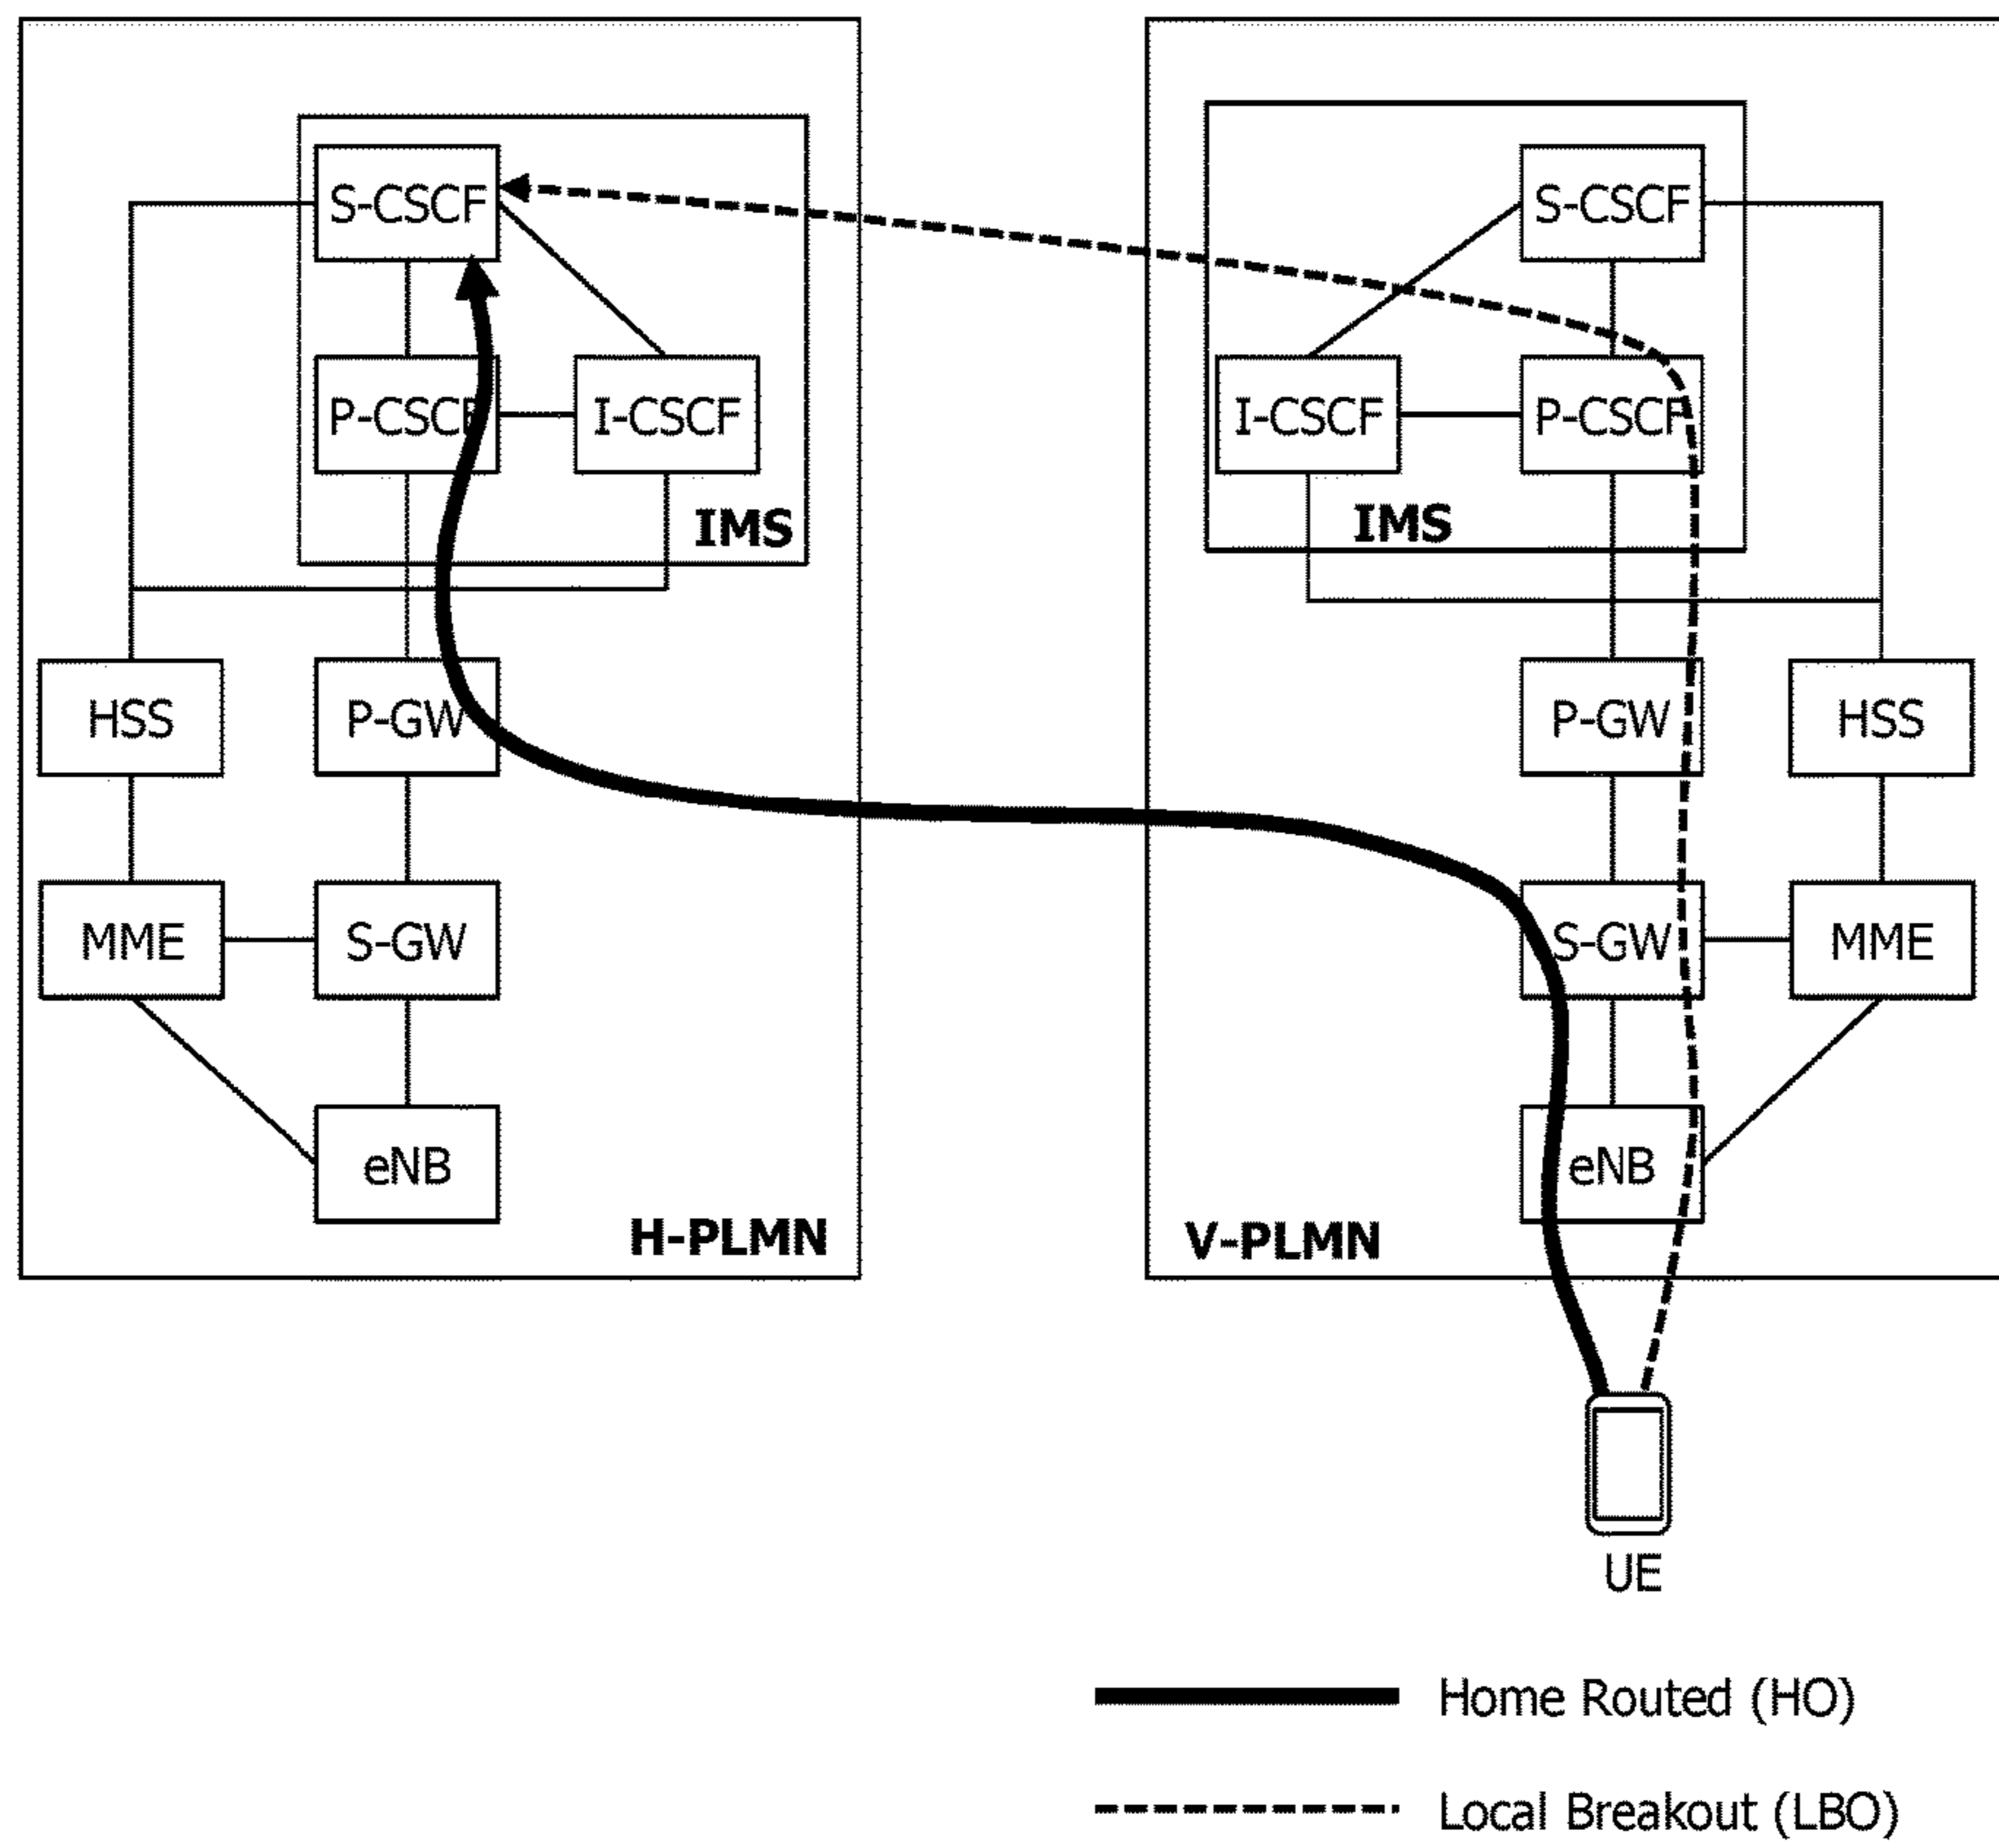 S-CSCF
P-CSCF
I-CSCF
IMS
HSS
P-GW
MME
S-GW
eNB
H-PLMN
S-CSCF
I-CSCF
P-CSCF
IMS
P-GW
HSS
S-GW
MME
eNB
V-PLMN
UE
Home Routed (HO)
Local Breakout (LBO)